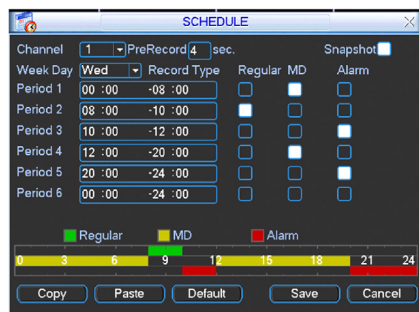 SCHEDULE
Channel 1 PreRecord 4 sec. Snapshot
Week Day Wed Record Type Regular MD Alarm
Period 1 00 :00 -08 :00
Period 2 08 :00 -10 :00
Period 3 10 :00 -12 :00
Period 4 12 :00 -20 :00
Period 5 20 :00 -24 :00
Period 6 00 :00 -24 :00
Regular MD Alarm
0 3 6 9 12 15 18 21 24
Copy Paste Default Save Cancel